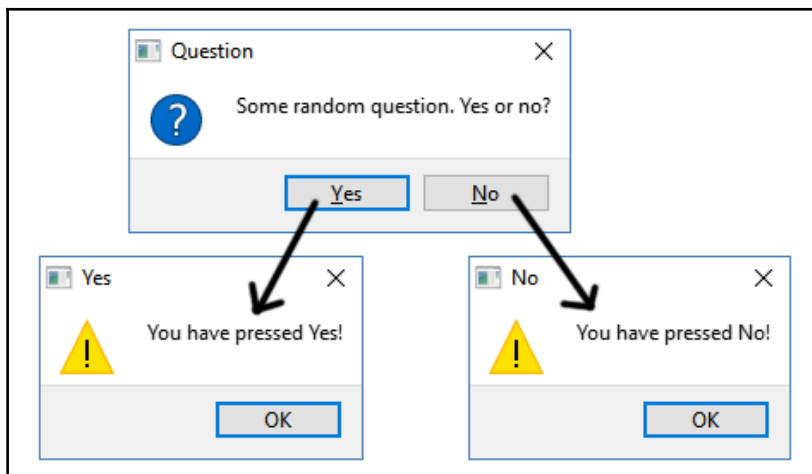 Question
Some random question. Yes or no?
Yes No
Yes
You have pressed Yes!
OK
No
You have pressed No!
OK